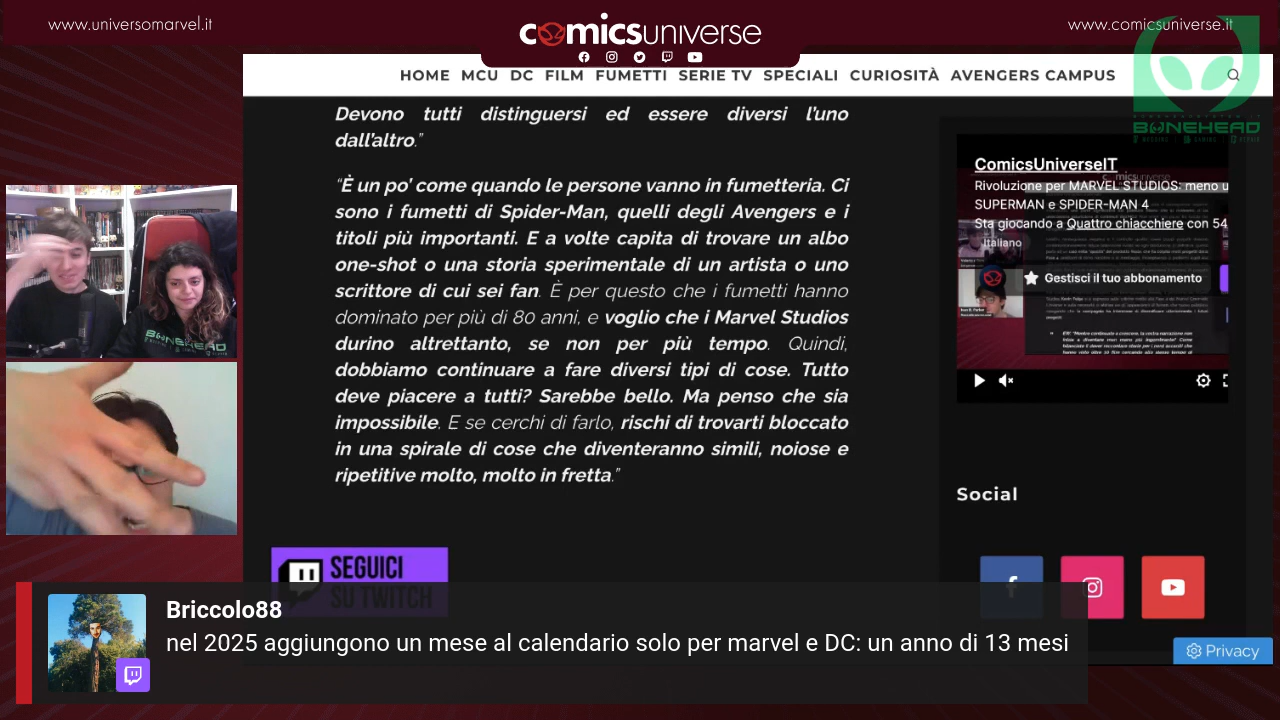 www.universomarvel.it
comicsuniverse
www.comicsuniverse.it
HOME MCU DC FILM FUMETTI SERIE TV SPECIALI CURIOSITÀ AVENGERS CAMPUS
BONEHEAD
Devono tutti distinguersi ed essere diversi l'uno
dall'altro."
"È un po' come quando le persone vanno in fumetteria. Ci
sono i fumetti di Spider-Man, quelli degli Avengers e i
titoli più importanti. E a volte capita di trovare un albo
one-shot o una storia sperimentale di un artista o uno
scrittore di cui sei fan. È per questo che i fumetti hanno
dominato per più di 80 anni, e voglio che i Marvel Studios
durino altrettanto, se non per più tempo. Quindi,
dobbiamo continuare a fare diversi tipi di cose. Tutto
deve piacere a tutti? Sarebbe bello. Ma penso che sia
impossibile. E se cerchi di farlo, rischi di trovarti bloccato
in una spirale di cose che diventeranno simili, noiose e
ripetitive molto, molto in fretta."
ComicsUniverseIT
Rivoluzione per MARVEL STUDIOS: meno u
SUPERMAN e SPIDER-MAN 4
Sta giocando a Quattro chiacchiere con 54
Italiano
Gestisci il tuo abbonamento
Social
BONEHEAD
SEGUICI
SU TWITCH
Privacy
Briccolo88
nel 2025 aggiungono un mese al calendario solo per marvel e DC: un anno di 13 mesi